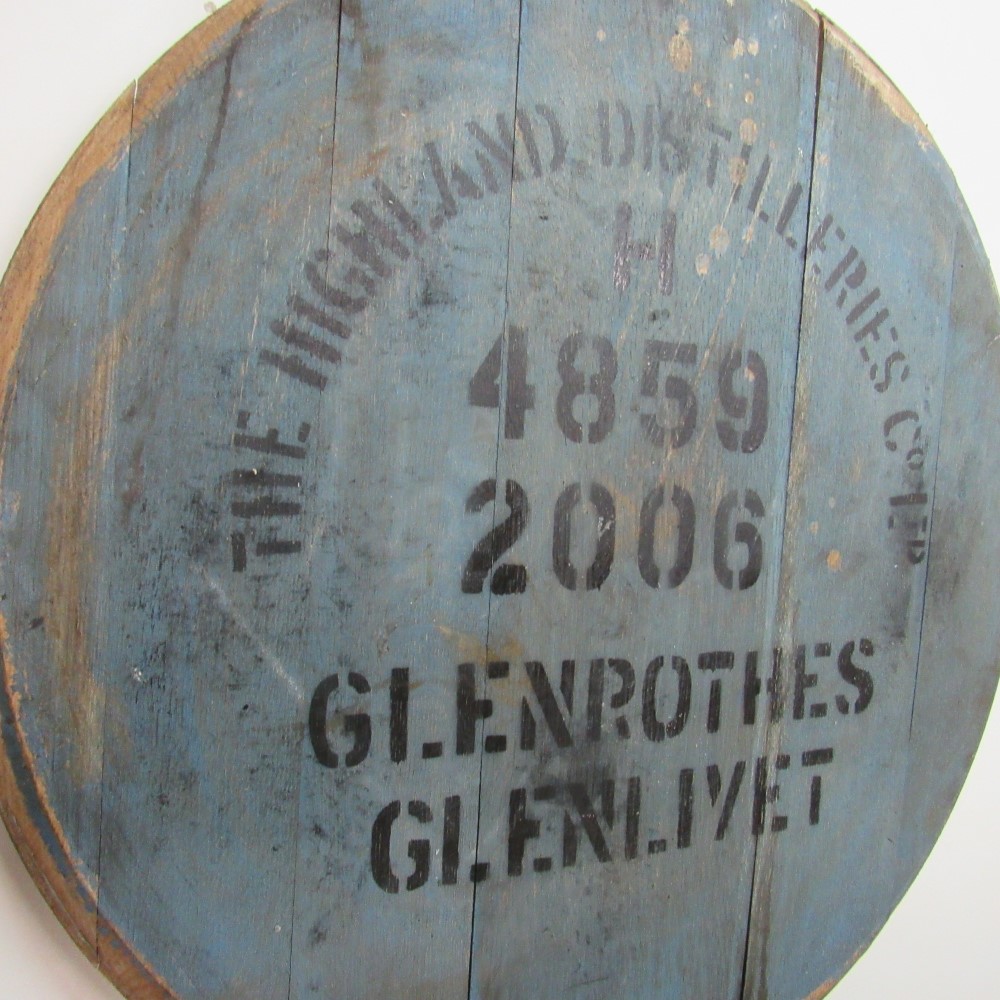 THE HIGHLAND DISTILLERIES Co LTD
H
4859
2006
GLENROTHES
GLENLIVET